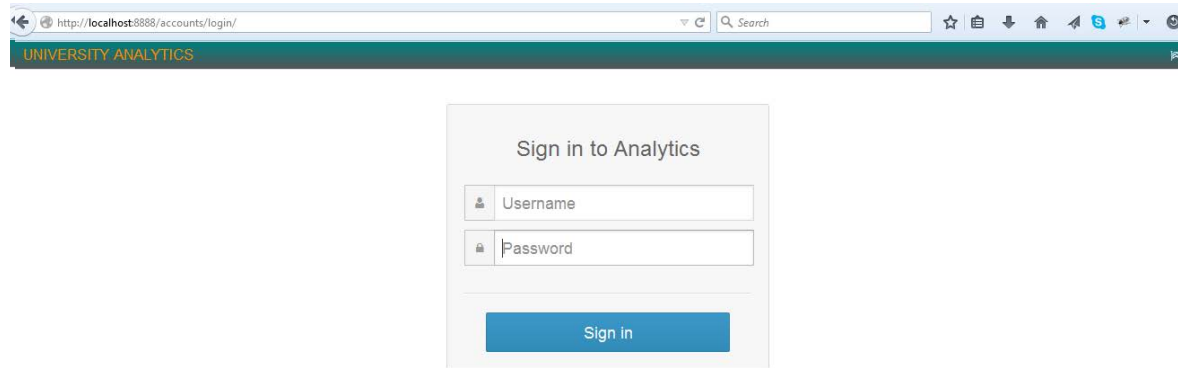 http://localhost:8888/accounts/login/ Search
UNIVERSITY ANALYTICS
Sign in to Analytics
Username
Password
Sign in